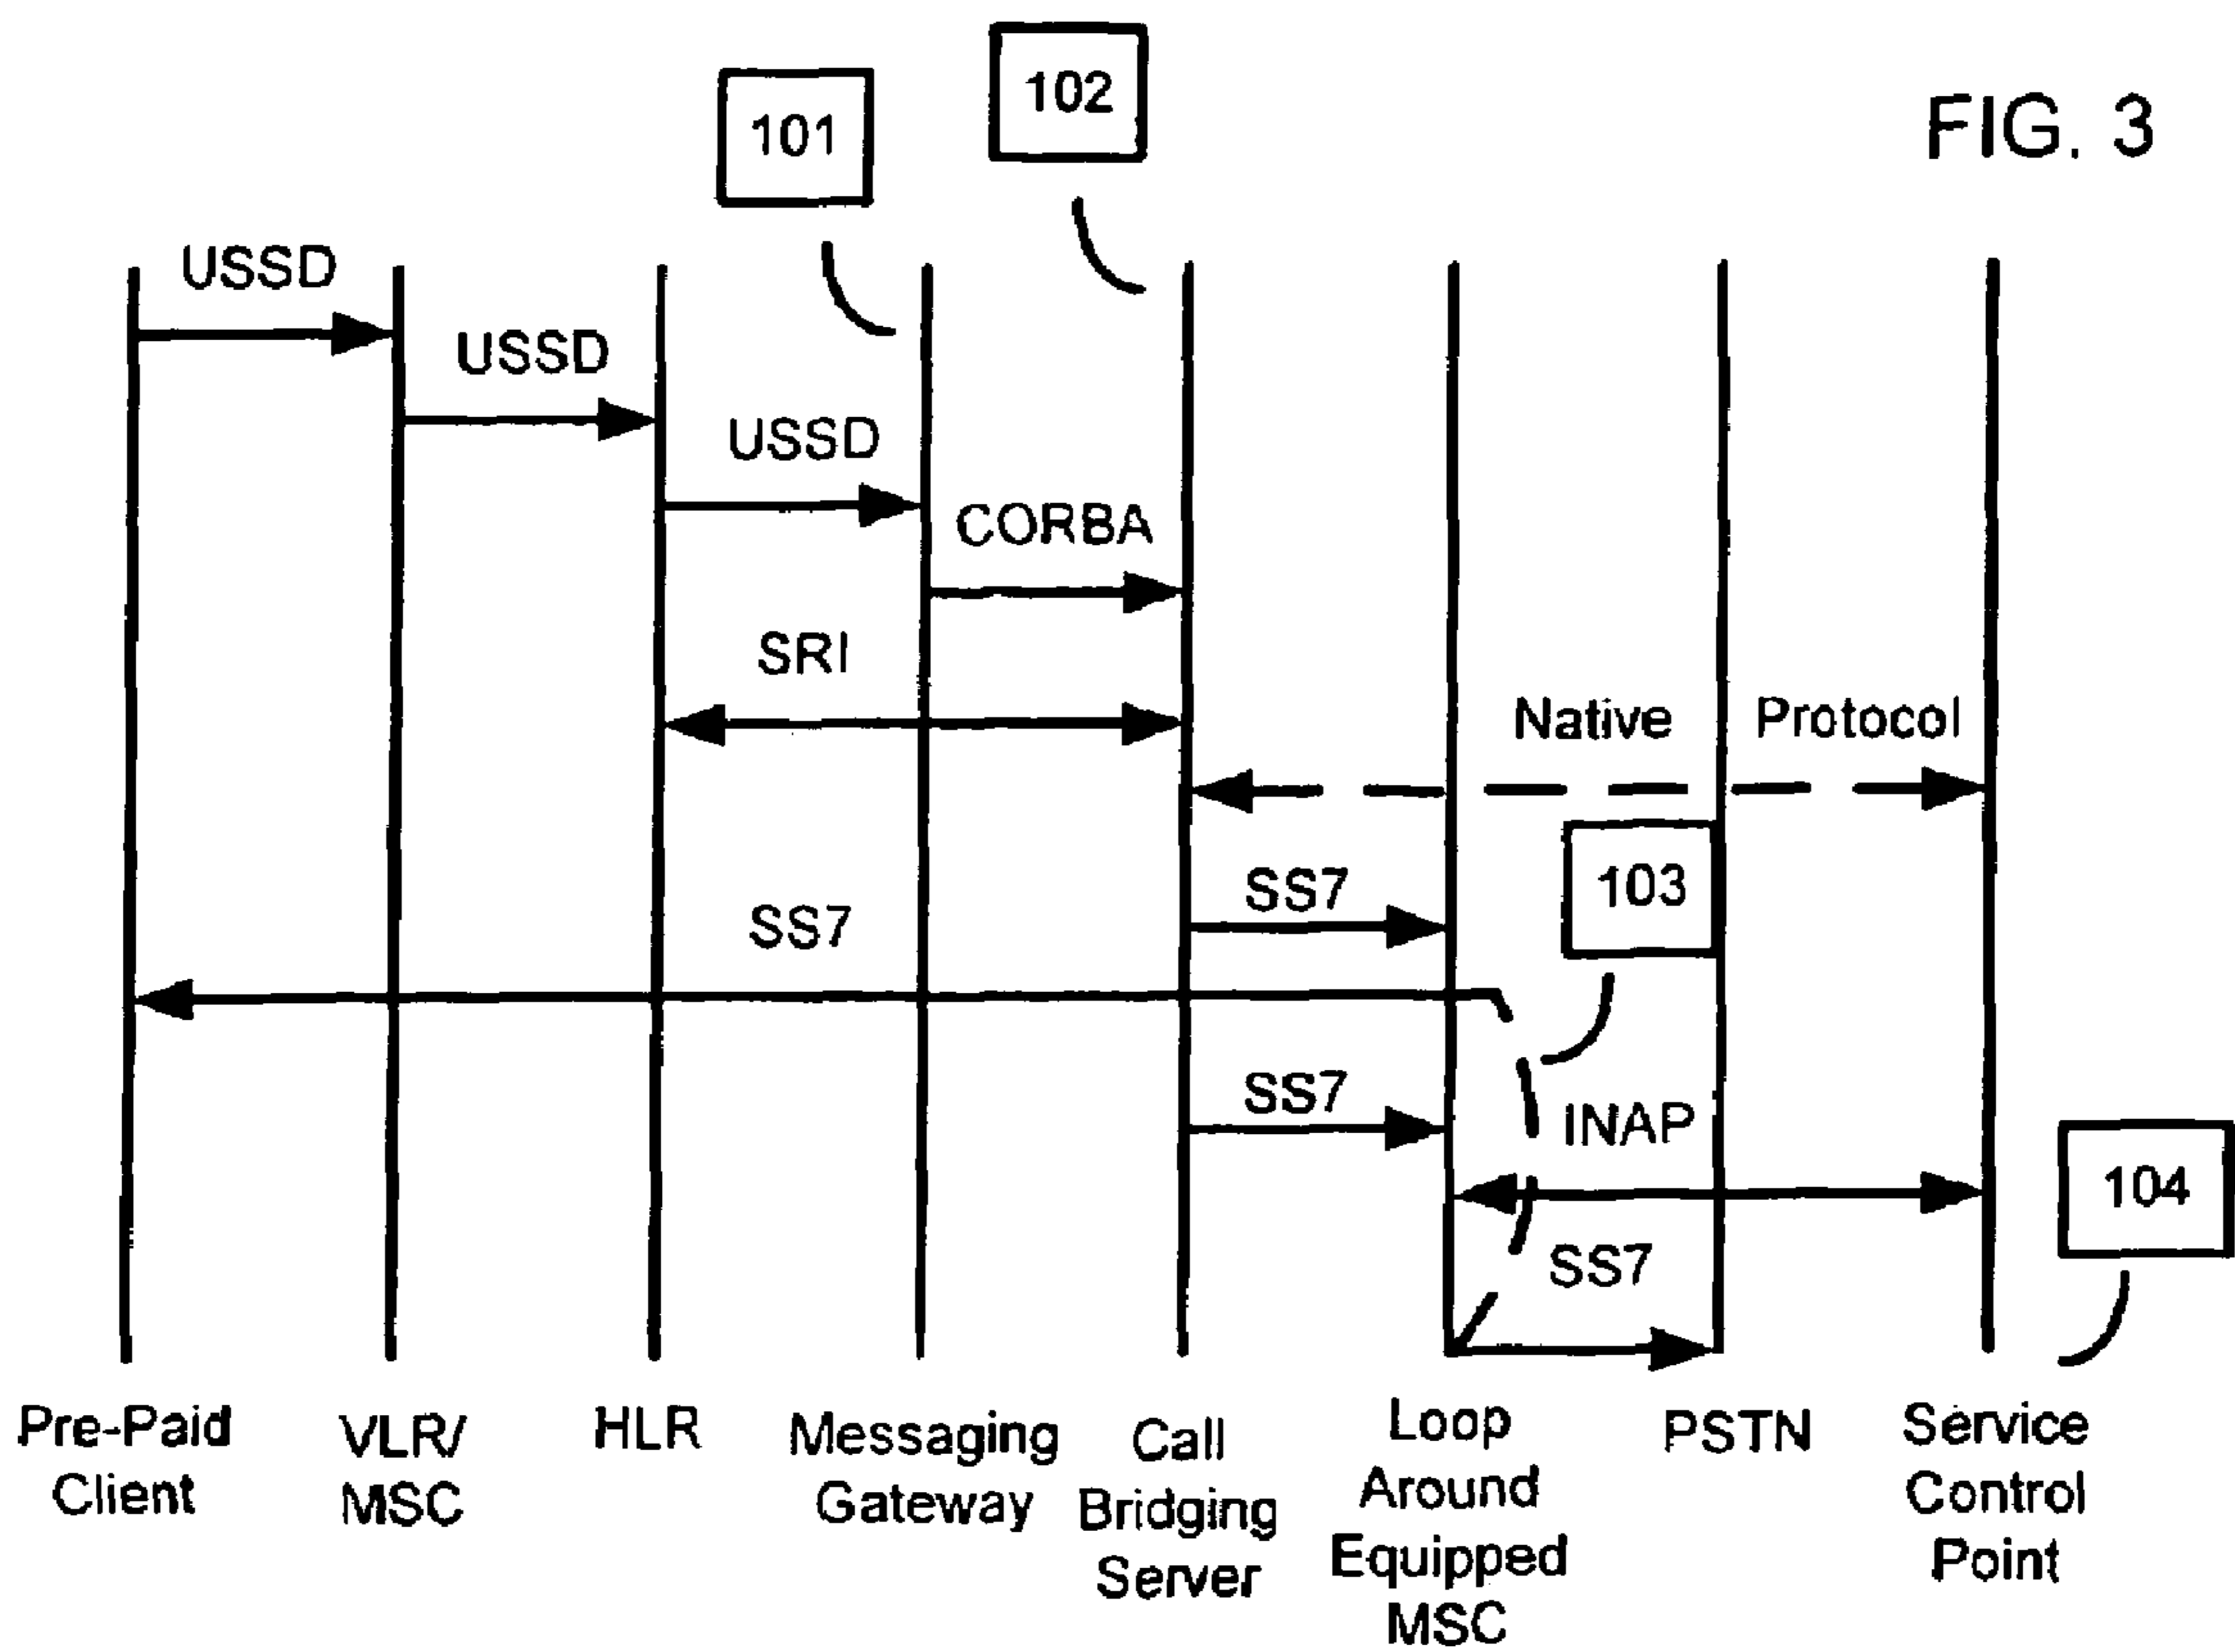 102
101
FIG. 3
USSD
USSD
USSD
CORBA
SRI
Native Protocol
103
SS7
SS7
SS7
INAP
104
SS7
Pre-Paid
Client
VLR/
MSC
HLR
Messaging
Gateway
Call
Bridging
Server
Loop
Around
Equipped
MSC
PSTN
Service
Control
Point